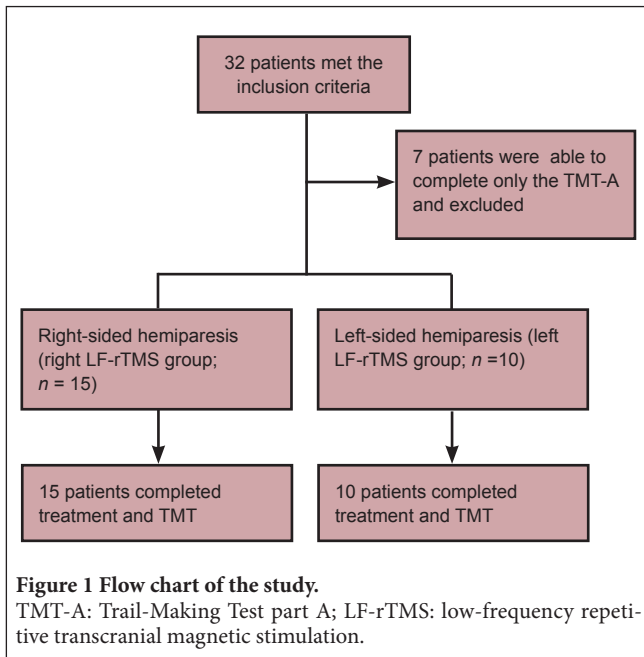 32 patients met the
inclusion criteria
7 patients were able to
complete only the TMT-A
and excluded
Right-sided hemiparesis
(right LF-rTMS group;
n = 15)
Left-sided hemiparesis (left
LF-rTMS group; n =10)
15 patients completed
treatment and TMT
10 patients completed
treatment and TMT
Figure 1 Flow chart of the study.
TMT-A: Trail-Making Test part A; LF-rTMS: low-frequency repeti-
tive transcranial magnetic stimulation.